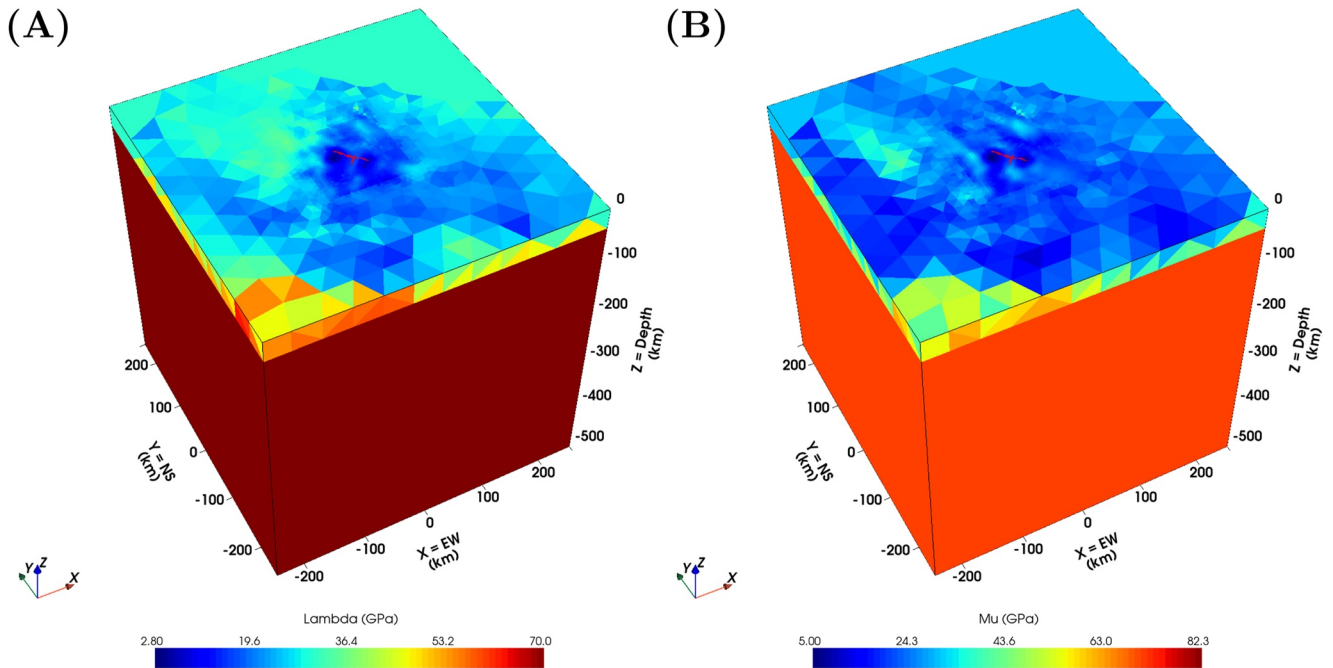 (A)
0
-100
-200
-300
-400
-500
Z = Depth
(km)
200
100
0
-100
-200
Y = NS
(km)
-200
-100
0
100
200
X = EW
(km)
Y Z X
Lambda (GPa)
2.80 19.6 36.4 53.2 70.0
(B)
0
-100
-200
-300
-400
-500
Z = Depth
(km)
200
100
0
-100
-200
Y = NS
(km)
-200
-100
0
100
200
X = EW
(km)
Y Z X
Mu (GPa)
5.00 24.3 43.6 63.0 82.3